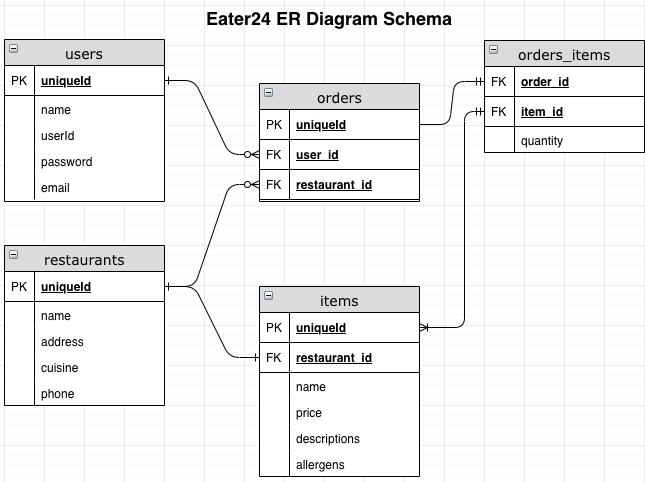 Eater24 ER Diagram Schema
users
PK uniqueId
name
userId
password
email
orders
PK uniqueId
FK user_id
FK restaurant_id
orders_items
FK order_id
FK item_id
quantity
restaurants
PK uniqueId
name
address
cuisine
phone
items
PK uniqueId
FK restaurant_id
name
price
descriptions
allergens